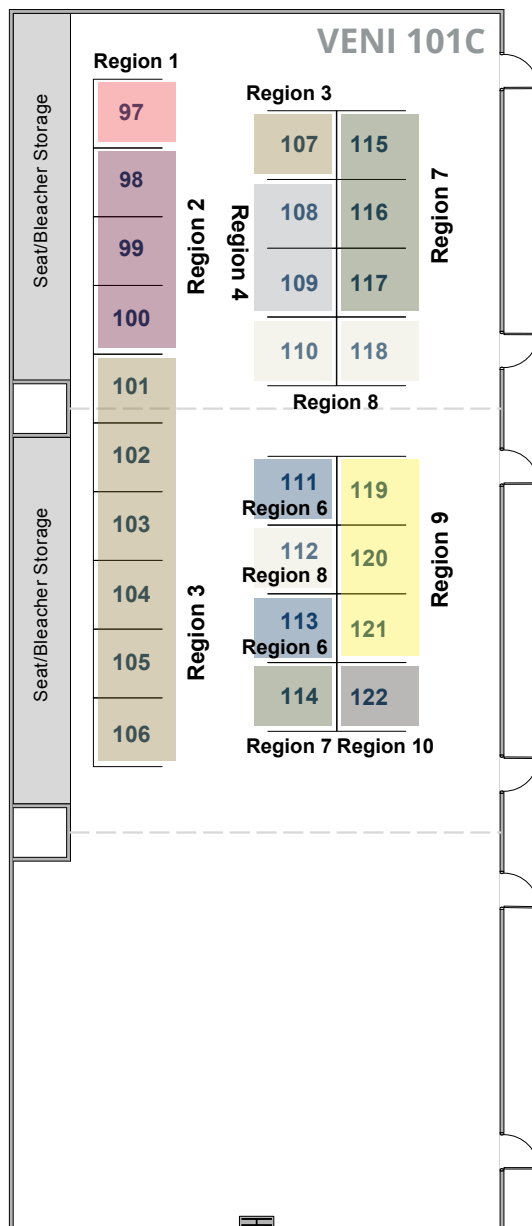 VENI 101C
Seat/Bleacher Storage
Region 1
97
98
99
100
Region 2
101
102
103
104
105
106
Region 3
Region 3
107
115
108
116
109
117
Region 4
Region 7
110
118
Region 8
111
Region 6
119
112
Region 8
120
113
Region 6
121
Region 9
114
122
Region 7
Region 10
Seat/Bleacher Storage